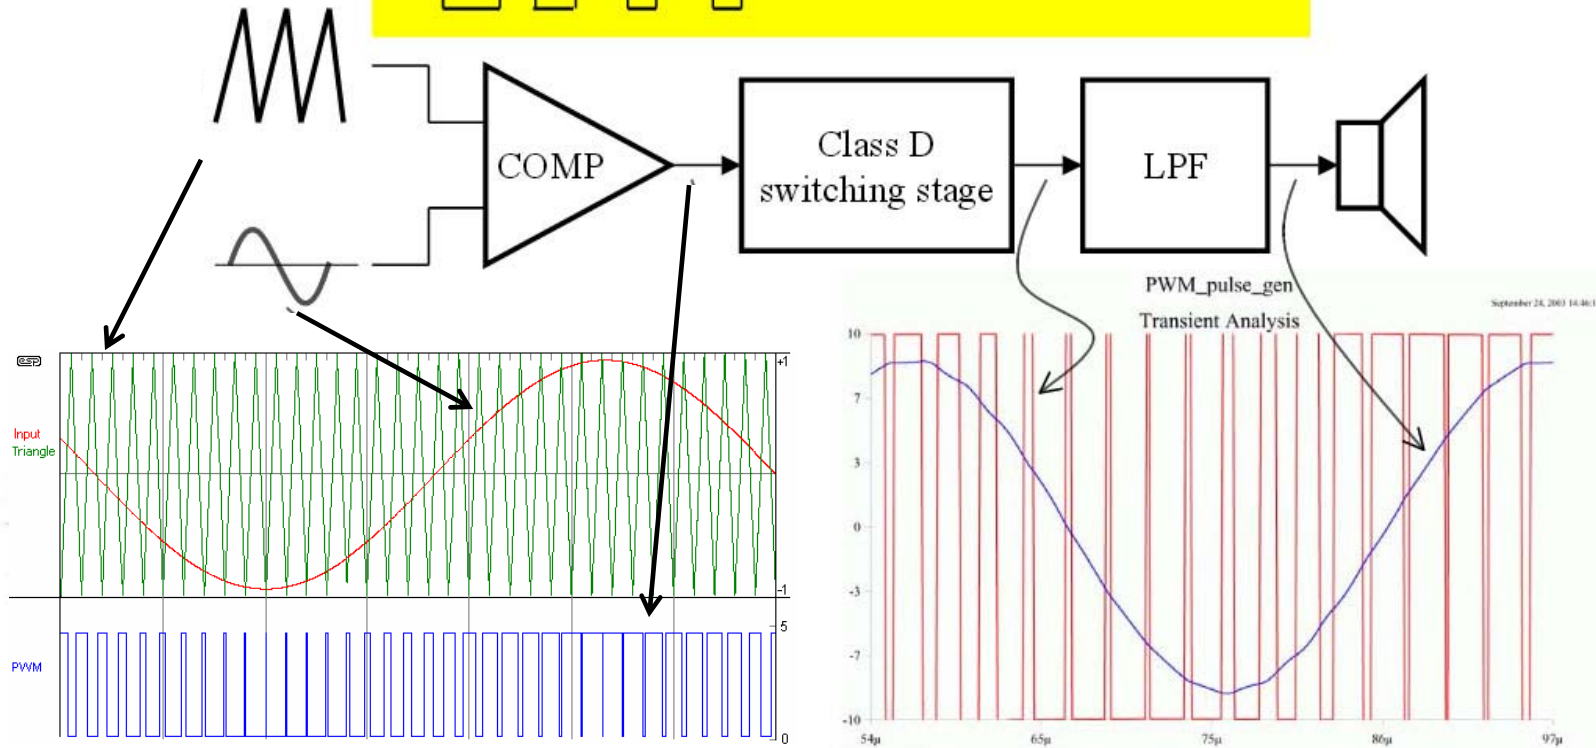 COMP
Class D
switching stage
LPF
PWM_pulse_gen
Transient Analysis
esp
+1
Input
Triangle
-1
5
PWM
0
10
7
3
0
-3
-7
-10
54µ
65µ
75µ
86µ
97µ